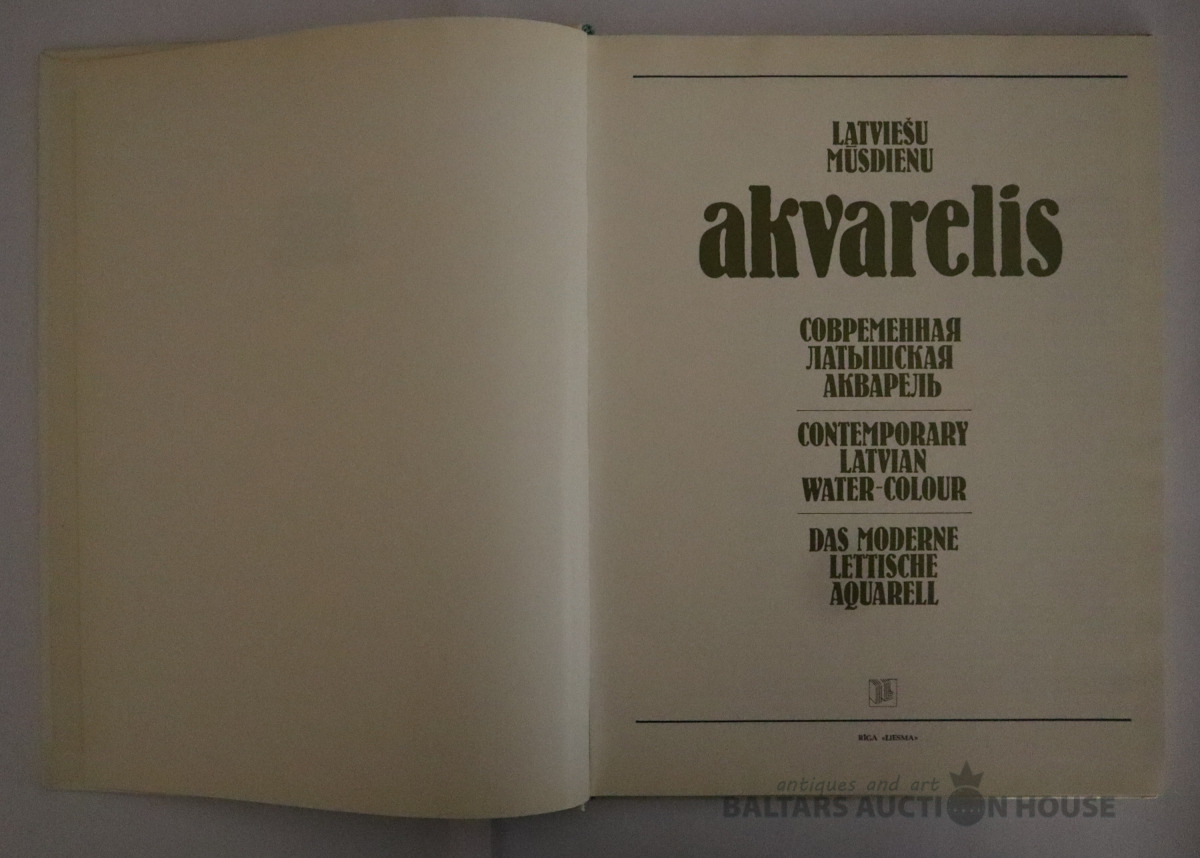 LATVIEŠU
MŪSDIENU
akvarelis
СОВРЕМЕННАЯ
ЛАТЫШСКАЯ
АКВАРЕЛЬ
CONTEMPORARY
LATVIAN
WATER-COLOUR
DAS MODERNE
LETTISCHE
AQUARELL
RĪGA «LIESMA»
antiques and art
BALTARS AUCTION HOUSE